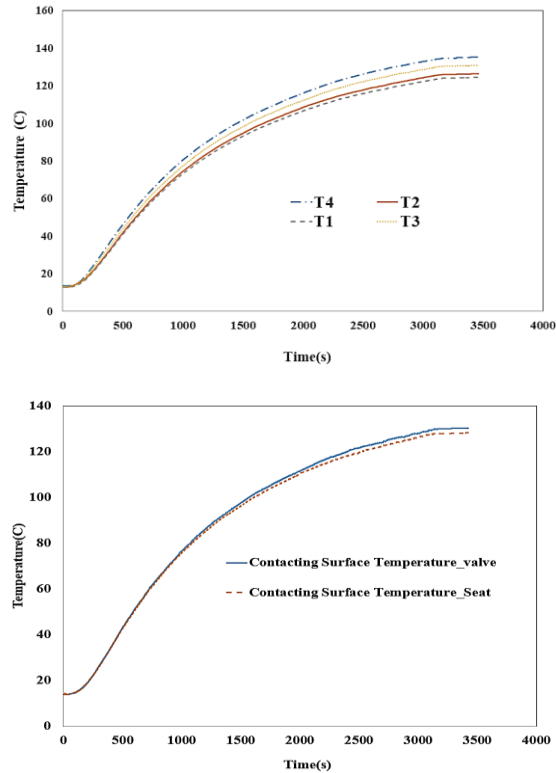 160
140
120
100
80
60
40
20
0
Temperature (C)
T4 T2
T1 T3
0 500 1000 1500 2000 2500 3000 3500 4000
Time(s)
140
120
100
80
60
40
20
0
Temperature(C)
Contacting Surface Temperature_valve
Contacting Surface Temperature_Seat
0 500 1000 1500 2000 2500 3000 3500 4000
Time(s)